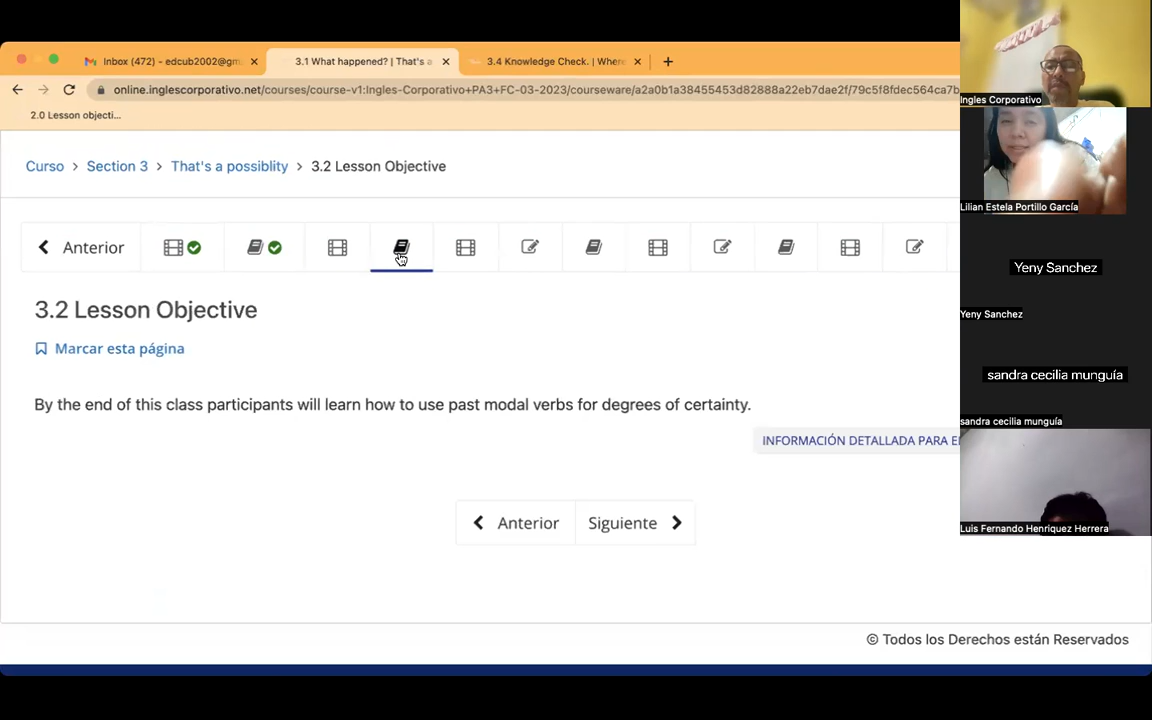 Inbox (472) - edcub2002@gm
3.1 What happened? | That's a
3.4 Knowledge Check. | Where
online.inglescorporativo.net/courses/course-v1:Ingles-Corporativo+PA3+FC-03-2023/courseware/a2a0b1a38455453d82888a22eb7dae2f/79c5f8fdec564ca7b
2.0 Lesson objecti...
Curso > Section 3 > That's a possiblity > 3.2 Lesson Objective
Anterior
3.2 Lesson Objective
Marcar esta página
By the end of this class participants will learn how to use past modal verbs for degrees of certainty.
INFORMACIÓN DETALLADA PARA E
Anterior
Siguiente
© Todos los Derechos están Reservados
Ingles Corporativo
Lilian Estela Portillo García
Yeny Sanchez
Yeny Sanchez
sandra cecilia munguía
sandra cecilia munguía
Luis Fernando Henriquez Herrera